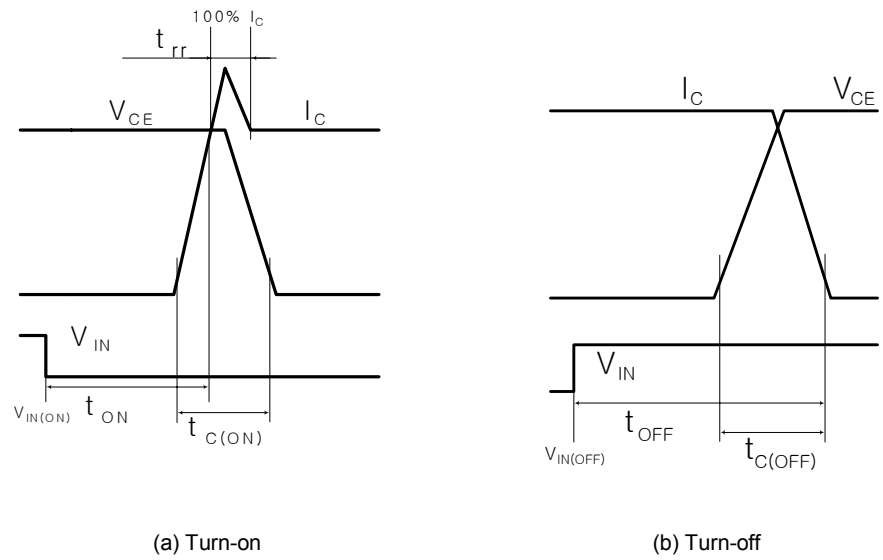 100% I_C
t_rr
V_CE
I_C
V_IN
V_IN(ON)
t_ON
t_C(ON)
(a) Turn-on
I_C
V_CE
V_IN
V_IN(OFF)
t_OFF
t_C(OFF)
(b) Turn-off